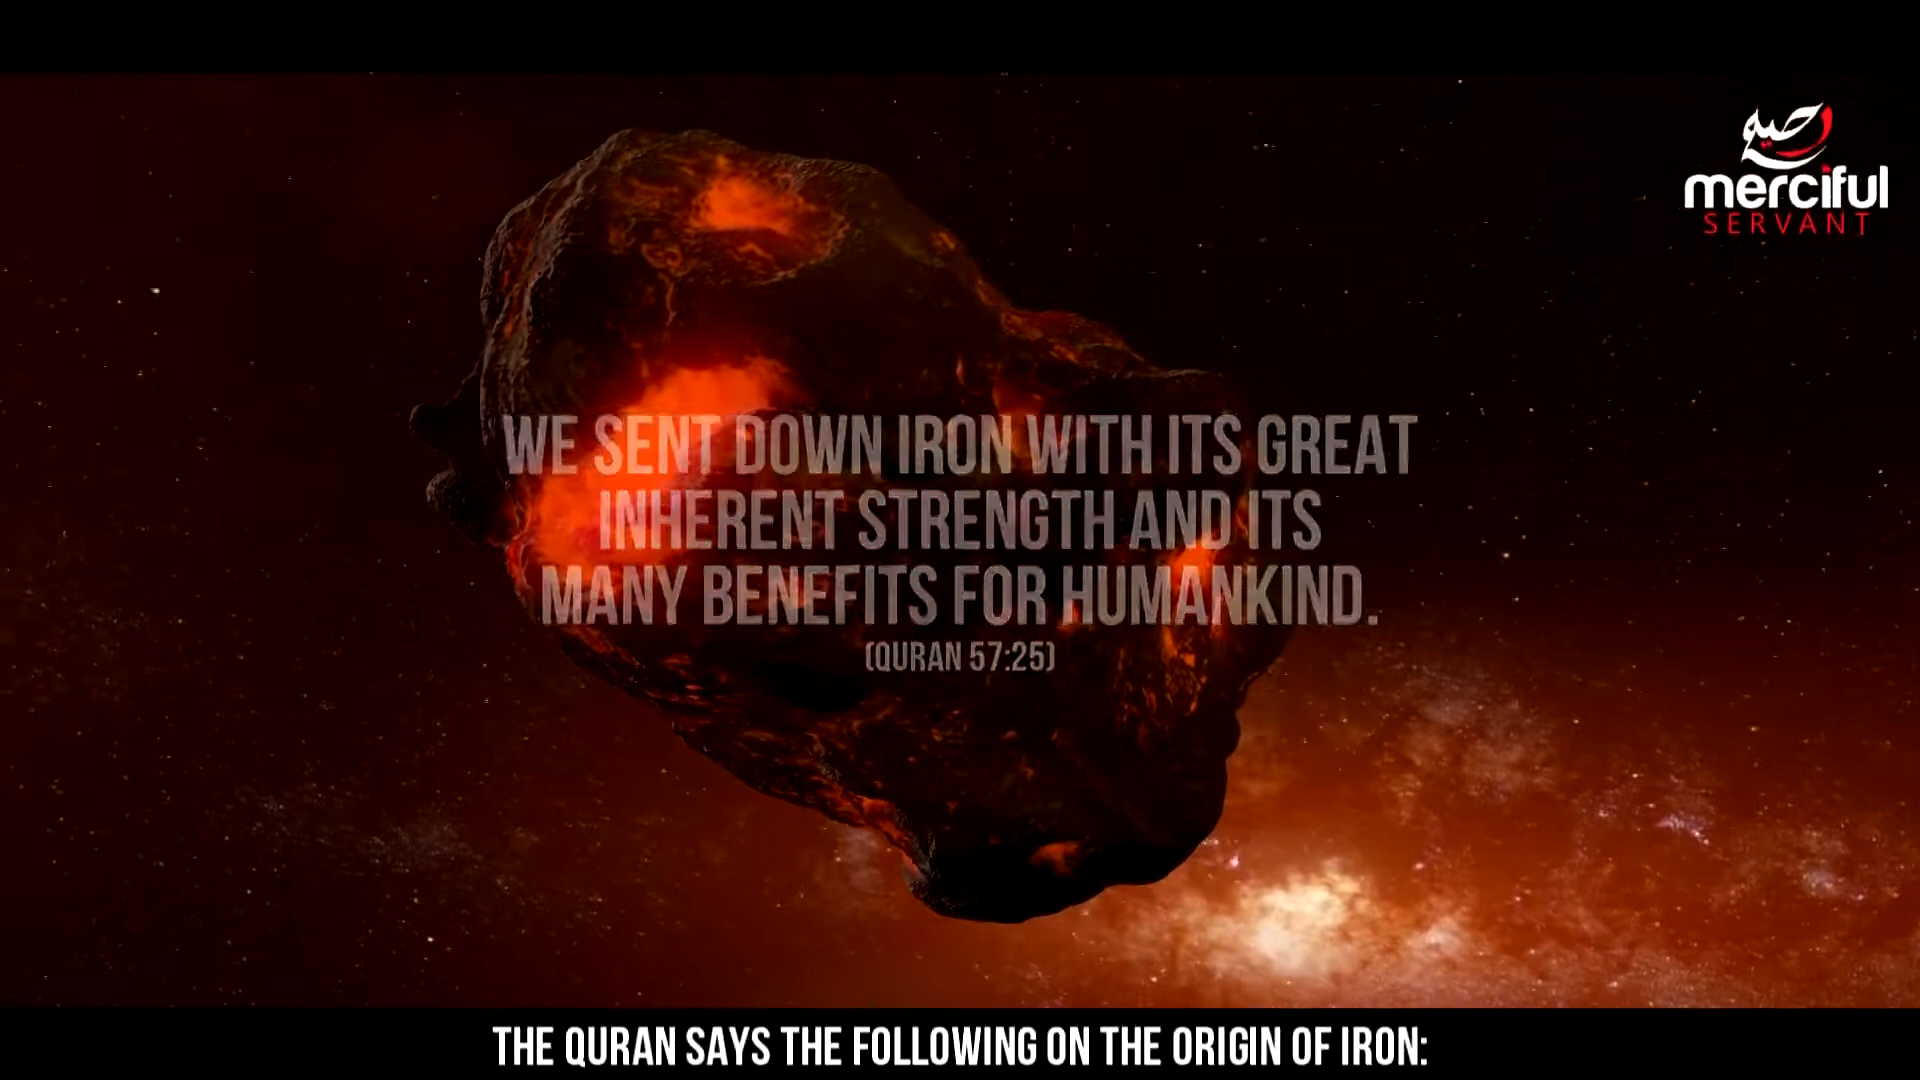 رحيم
merciful
SERVANT
WE SENT DOWN IRON WITH ITS GREAT
INHERENT STRENGTH AND ITS
MANY BENEFITS FOR HUMANKIND.
(QURAN 57:25)
THE QURAN SAYS THE FOLLOWING ON THE ORIGIN OF IRON: